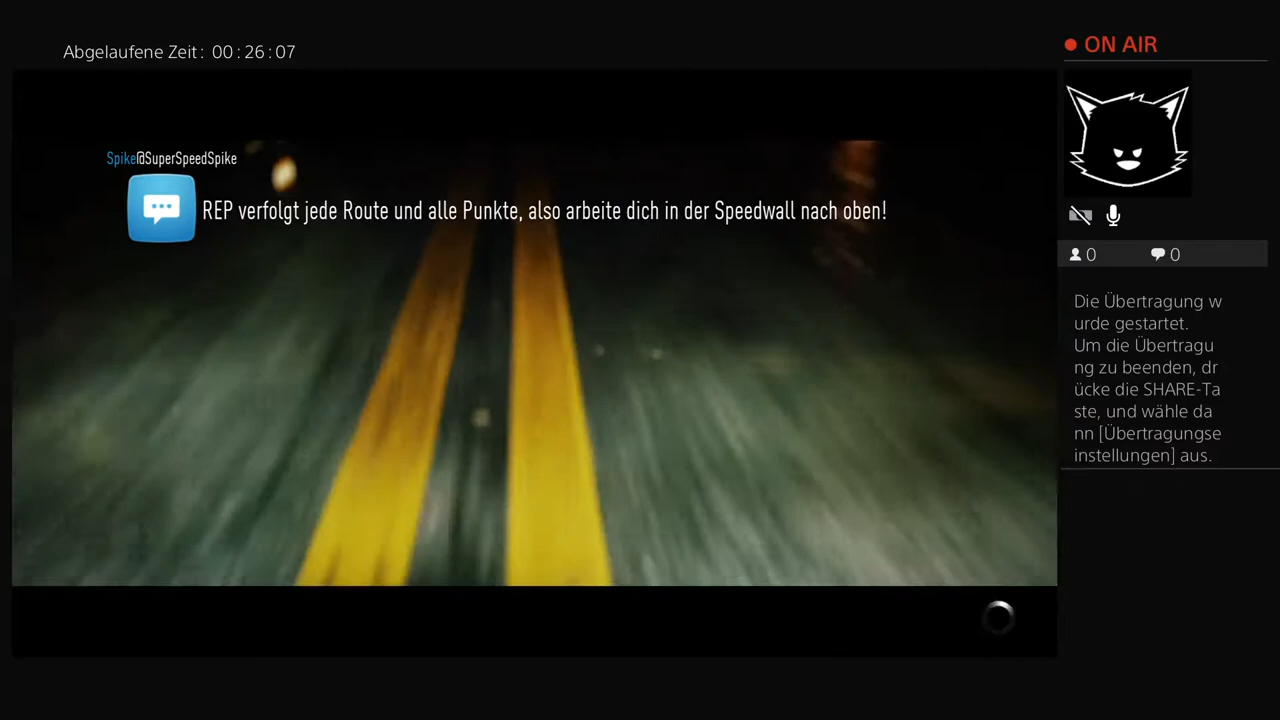 Abgelaufene Zeit: 00:26:07
ON AIR
Spike@SuperSpeedSpike
REP verfolgt jede Route und alle Punkte, also arbeite dich in der Speedwall nach oben!
0 0
Die Übertragung w
urde gestartet.
Um die Übertragu
ng zu beenden, dr
ücke die SHARE-Ta
ste, und wähle da
nn [Übertragungse
instellungen] aus.